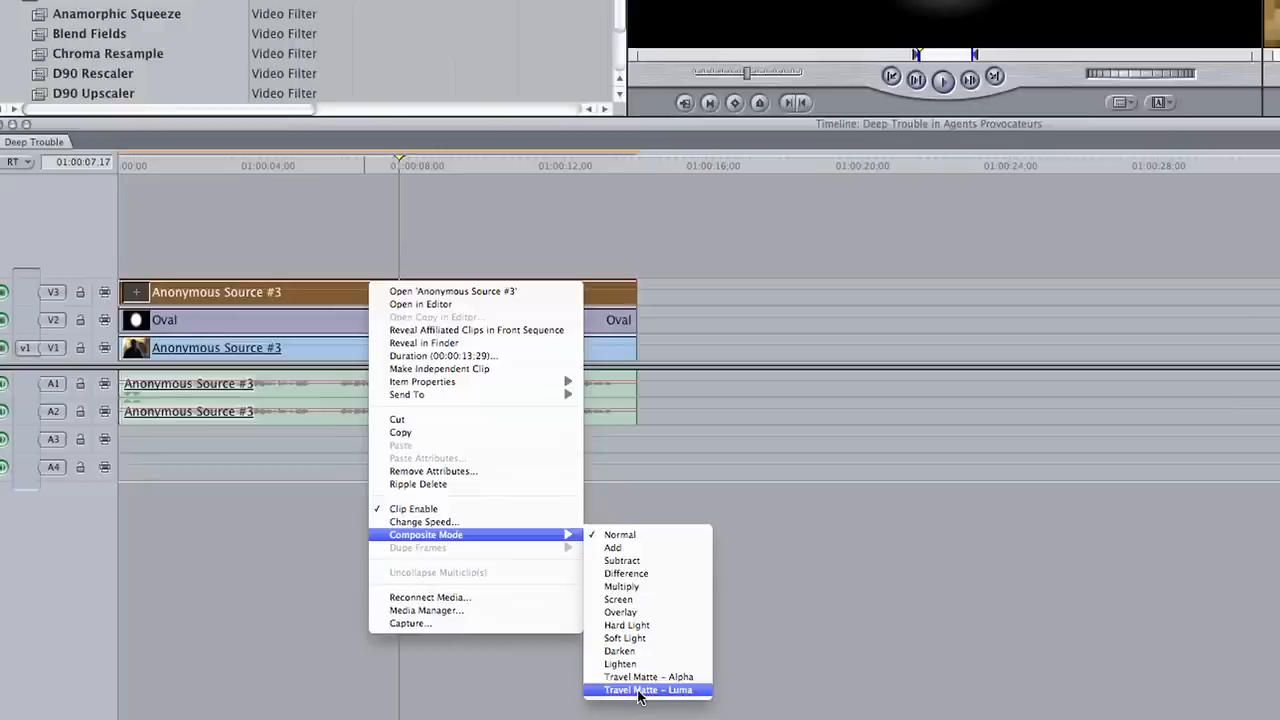 Anamorphic Squeeze Video Filter
Blend Fields Video Filter
Chroma Resample Video Filter
D90 Rescaler Video Filter
D90 Upscaler Video Filter
Timeline: Deep Trouble in Agents Provocateurs
Deep Trouble
RT 01:00:07,17 00:00 01:00:04;00 01:00:08;00 01:00:12;00 01:00:16;00 01:00:20;00 01:00:24;00 01:00:28;00
V3 Anonymous Source #3
V2 Oval Oval
v1 V1 Anonymous Source #3
A1 Anonymous Source #3
A2 Anonymous Source #3
A3
A4
Open 'Anonymous Source #3'
Open in Editor
Open Copy in Editor...
Reveal Affiliated Clips in Front Sequence
Reveal in Finder
Duration (00:00:13;29)...
Make Independent Clip
Item Properties
Send To
Cut
Copy
Paste
Paste Attributes...
Remove Attributes...
Ripple Delete
✓ Clip Enable
Change Speed...
Composite Mode
Dupe Frames
Uncollapse Multiclip(s)
Reconnect Media...
Media Manager...
Capture...
✓ Normal
Add
Subtract
Difference
Multiply
Screen
Overlay
Hard Light
Soft Light
Darken
Lighten
Travel Matte - Alpha
Travel Matte - Luma